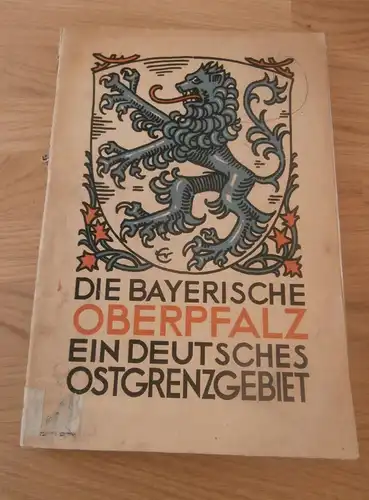 DIE BAYERISCHE
OBERPFALZ
EIN DEUTSCHES
OSTGRENZGEBIET